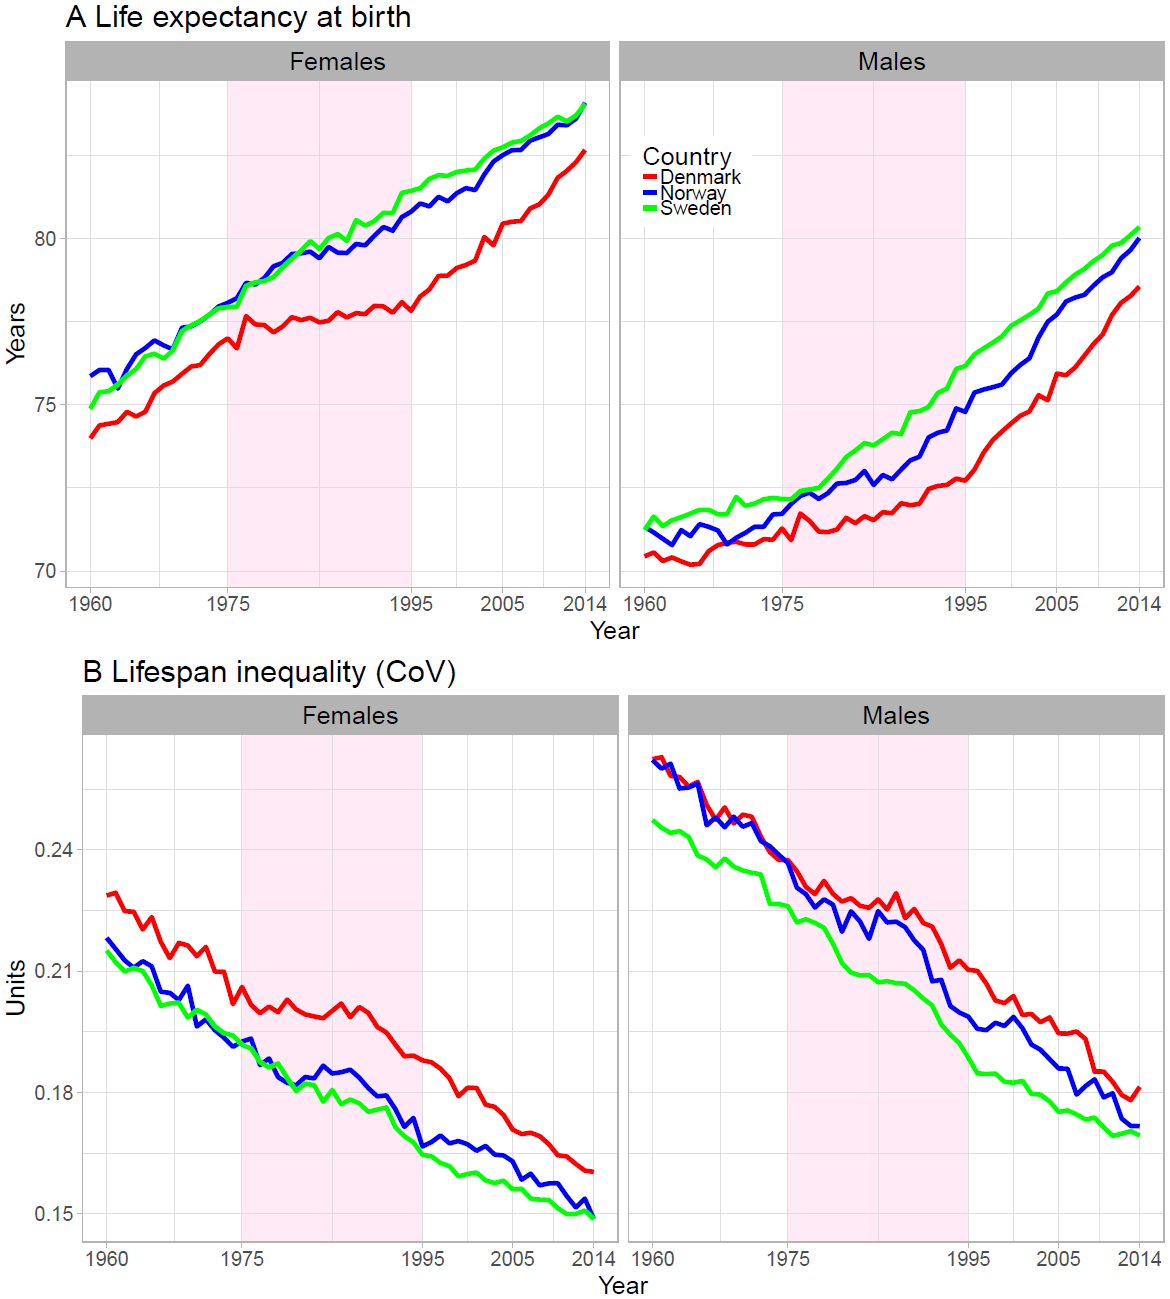 A Life expectancy at birth
Females
Males
Country
Denmark
Norway
Sweden
80
75
70
Years
1960 1975 1995 2005 2014
1960 1975 1995 2005 2014
Year
B Lifespan inequality (CoV)
Females
Males
0.24
0.21
0.18
0.15
Units
1960 1975 1995 2005 2014
1960 1975 1995 2005 2014
Year